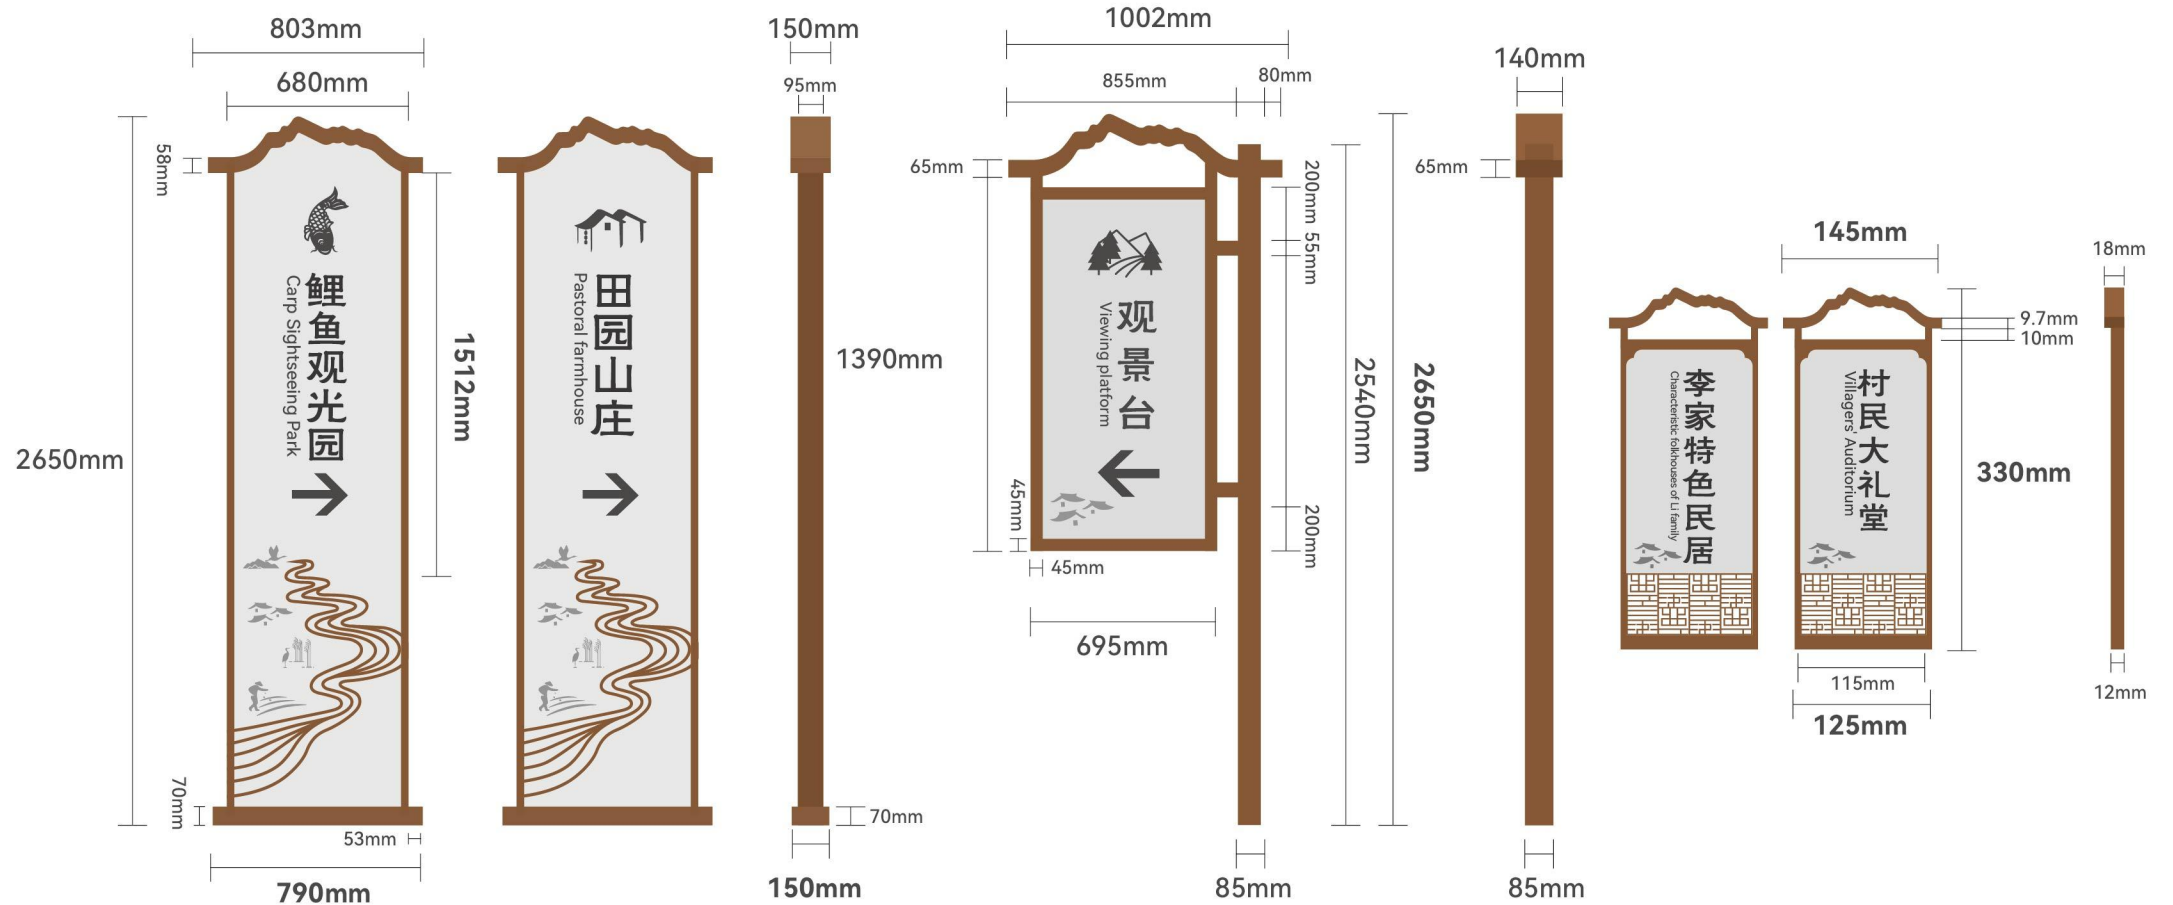 803mm
680mm
58mm
2650mm
70mm
鲤鱼观光园
Carp Sightseeing Park
1512mm
53mm
790mm
田园山庄
Pastoral farmhouse
150mm
95mm
70mm
150mm
1390mm
1002mm
855mm
80mm
65mm
200mm
55mm
观景台
Viewing platform
45mm
45mm
200mm
695mm
2540mm
2650mm
85mm
140mm
65mm
85mm
李家特色民居
Characteristic folkhouses of Li family
145mm
村民大礼堂
Villagers' Auditorium
9.7mm
10mm
330mm
115mm
125mm
18mm
12mm